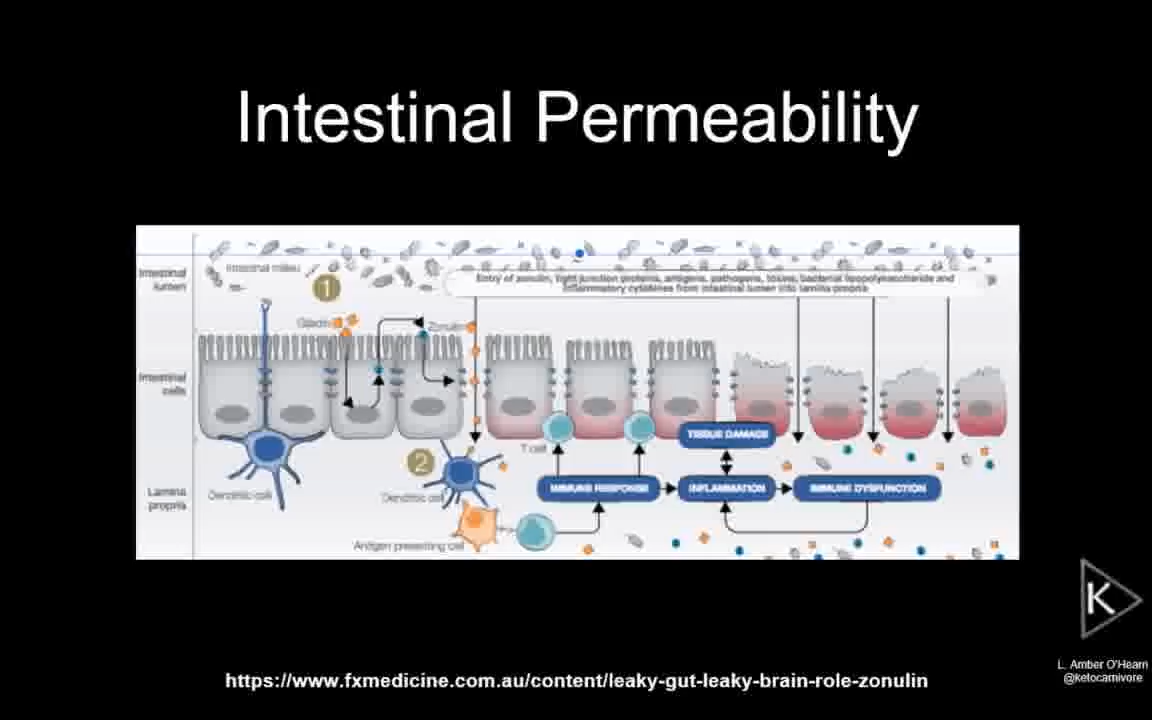 Intestinal Permeability
Intestinal
lumen
Intestinal milieu
Entry of zonulin, tight junction proteins, antigens, pathogens, toxins, bacterial lipopolysaccharide and
inflammatory cytokines from intestinal lumen into lamina propria
1
Gliadin
Zonulin
Intestinal
cells
T cell
TISSUE DAMAGE
2
Lamina
propria
Dendritic cell
Dendritic cell
IMMUNE RESPONSE
INFLAMMATION
IMMUNE DYSFUNCTION
Antigen presenting cell
K
L. Amber O'Hearn
@ketocarnivore
https://www.fxmedicine.com.au/content/leaky-gut-leaky-brain-role-zonulin